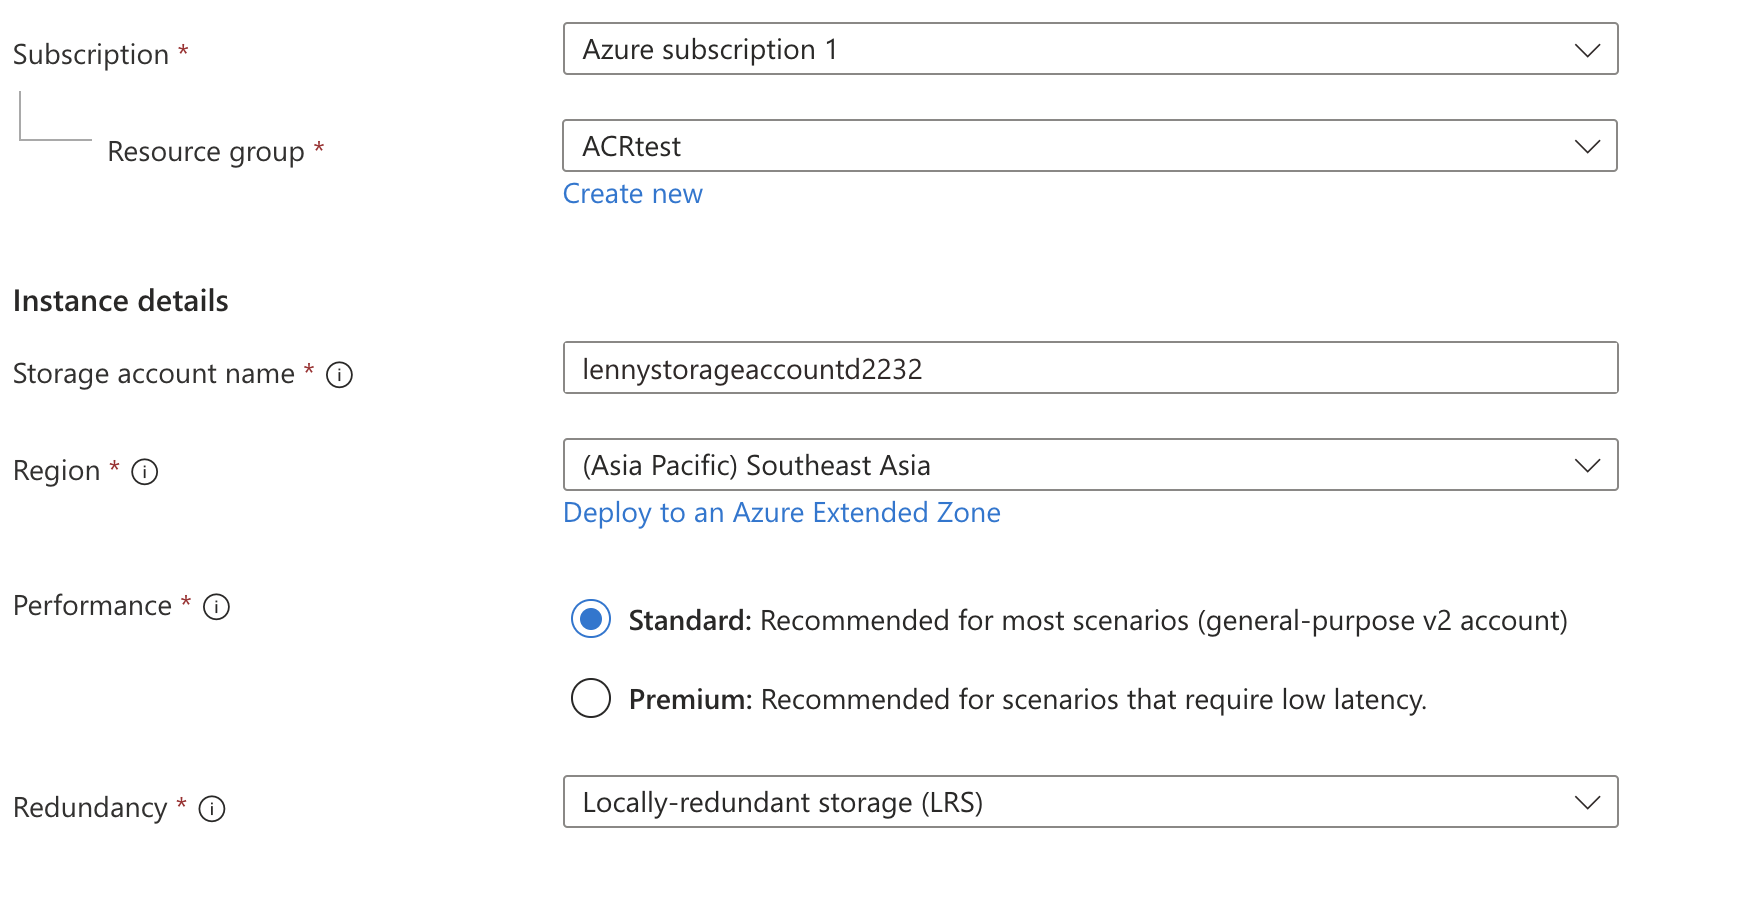 Subscription * Azure subscription 1
Resource group * ACRtest
Create new
Instance details
Storage account name * lennystorageaccountd2232
Region * (Asia Pacific) Southeast Asia
Deploy to an Azure Extended Zone
Performance * Standard: Recommended for most scenarios (general-purpose v2 account)
Premium: Recommended for scenarios that require low latency.
Redundancy * Locally-redundant storage (LRS)